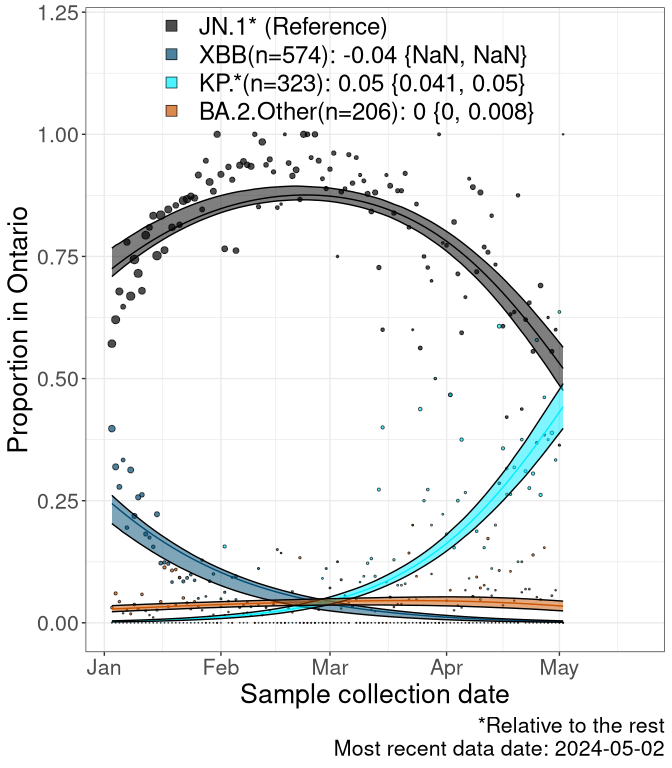 JN.1* (Reference)
XBB(n=574): -0.04 {NaN, NaN}
KP.*(n=323): 0.05 {0.041, 0.05}
BA.2.Other(n=206): 0 {0, 0.008}
1.25
1.00
0.75
0.50
0.25
0.00
Proportion in Ontario
Jan Feb Mar Apr May
Sample collection date
*Relative to the rest
Most recent data date: 2024-05-02